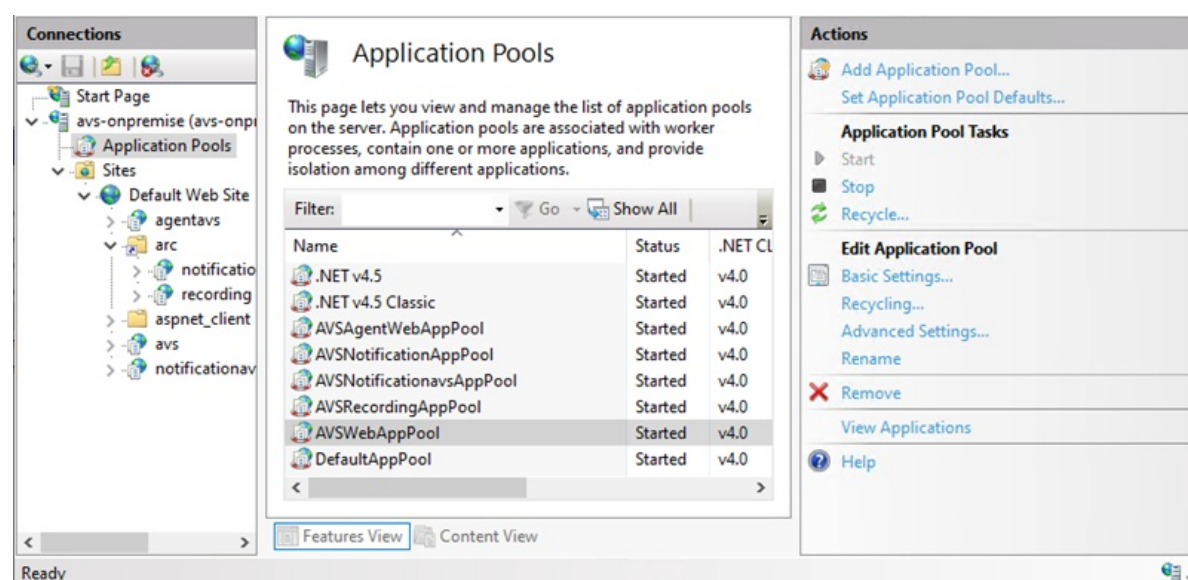 Connections
Start Page
avs-onpremise (avs-onpr
Application Pools
Sites
Default Web Site
agentavs
arc
notificatio
recording
aspnet_client
avs
notificationav
Application Pools
This page lets you view and manage the list of application pools
on the server. Application pools are associated with worker
processes, contain one or more applications, and provide
isolation among different applications.
Filter: Go Show All
Name Status .NET CL
.NET v4.5 Started v4.0
.NET v4.5 Classic Started v4.0
AVSAgentWebAppPool Started v4.0
AVSNotificationAppPool Started v4.0
AVSNotificationavsAppPool Started v4.0
AVSRecordingAppPool Started v4.0
AVSWebAppPool Started v4.0
DefaultAppPool Started v4.0
Features View Content View
Actions
Add Application Pool...
Set Application Pool Defaults...
Application Pool Tasks
Start
Stop
Recycle...
Edit Application Pool
Basic Settings...
Recycling...
Advanced Settings...
Rename
Remove
View Applications
Help
Ready